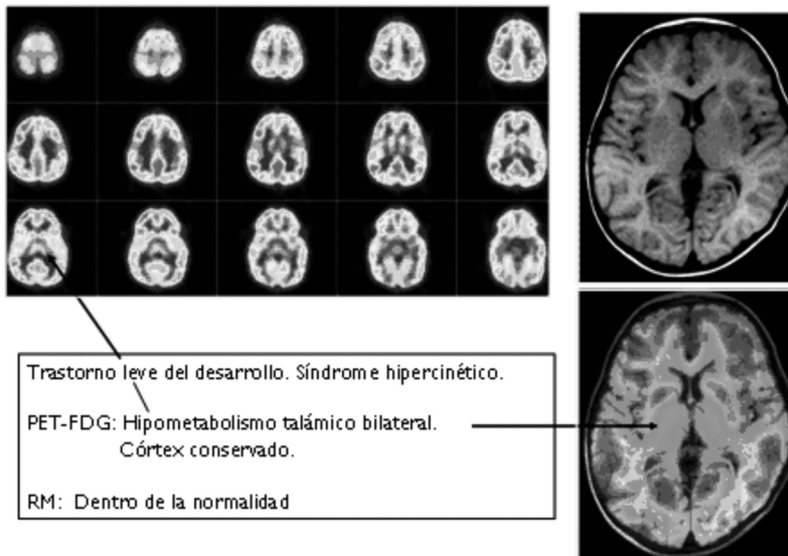 Trastorno leve del desarrollo. Síndrome hipercinético.
PET-FDG: Hipometabolismo talámico bilateral.
Córtex conservado.
RM: Dentro de la normalidad